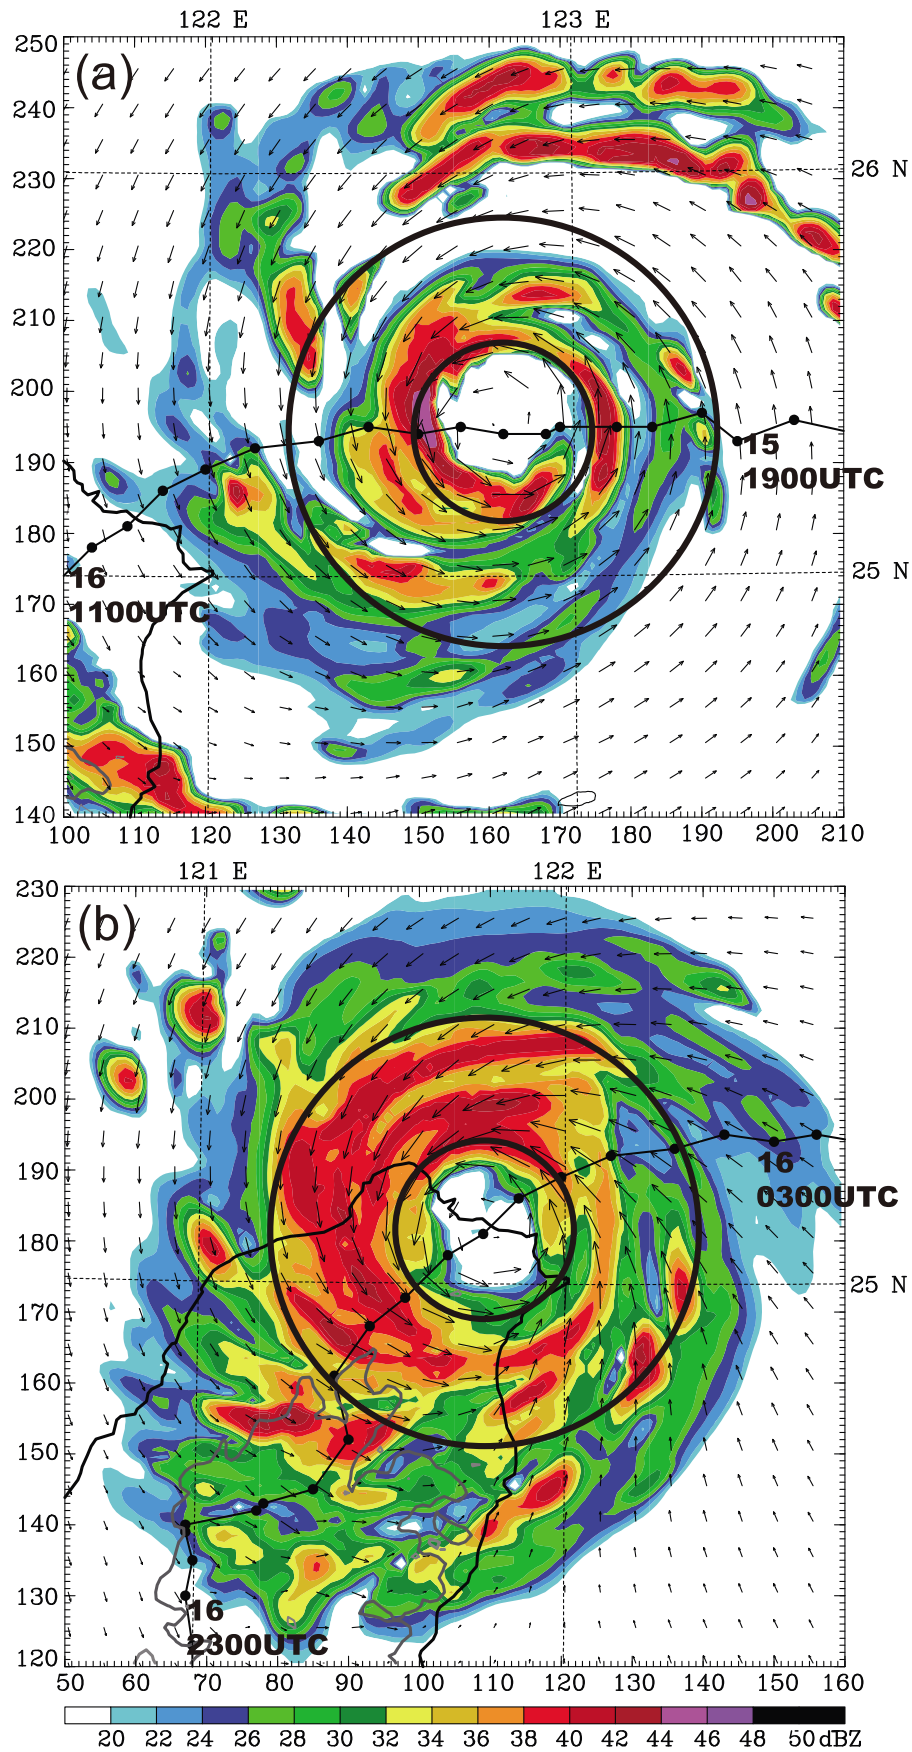 122 E 123 E
(a)
250
240
230
220
210
200
190
180
170
160
150
140
26 N
25 N
15
1900UTC
16
1100UTC
100 110 120 130 140 150 160 170 180 190 200 210
121 E 122 E
(b)
230
220
210
200
190
180
170
160
150
140
130
120
16
0300UTC
25 N
16
2300UTC
50 60 70 80 90 100 110 120 130 140 150 160
20 22 24 26 28 30 32 34 36 38 40 42 44 46 48 50 dBZ